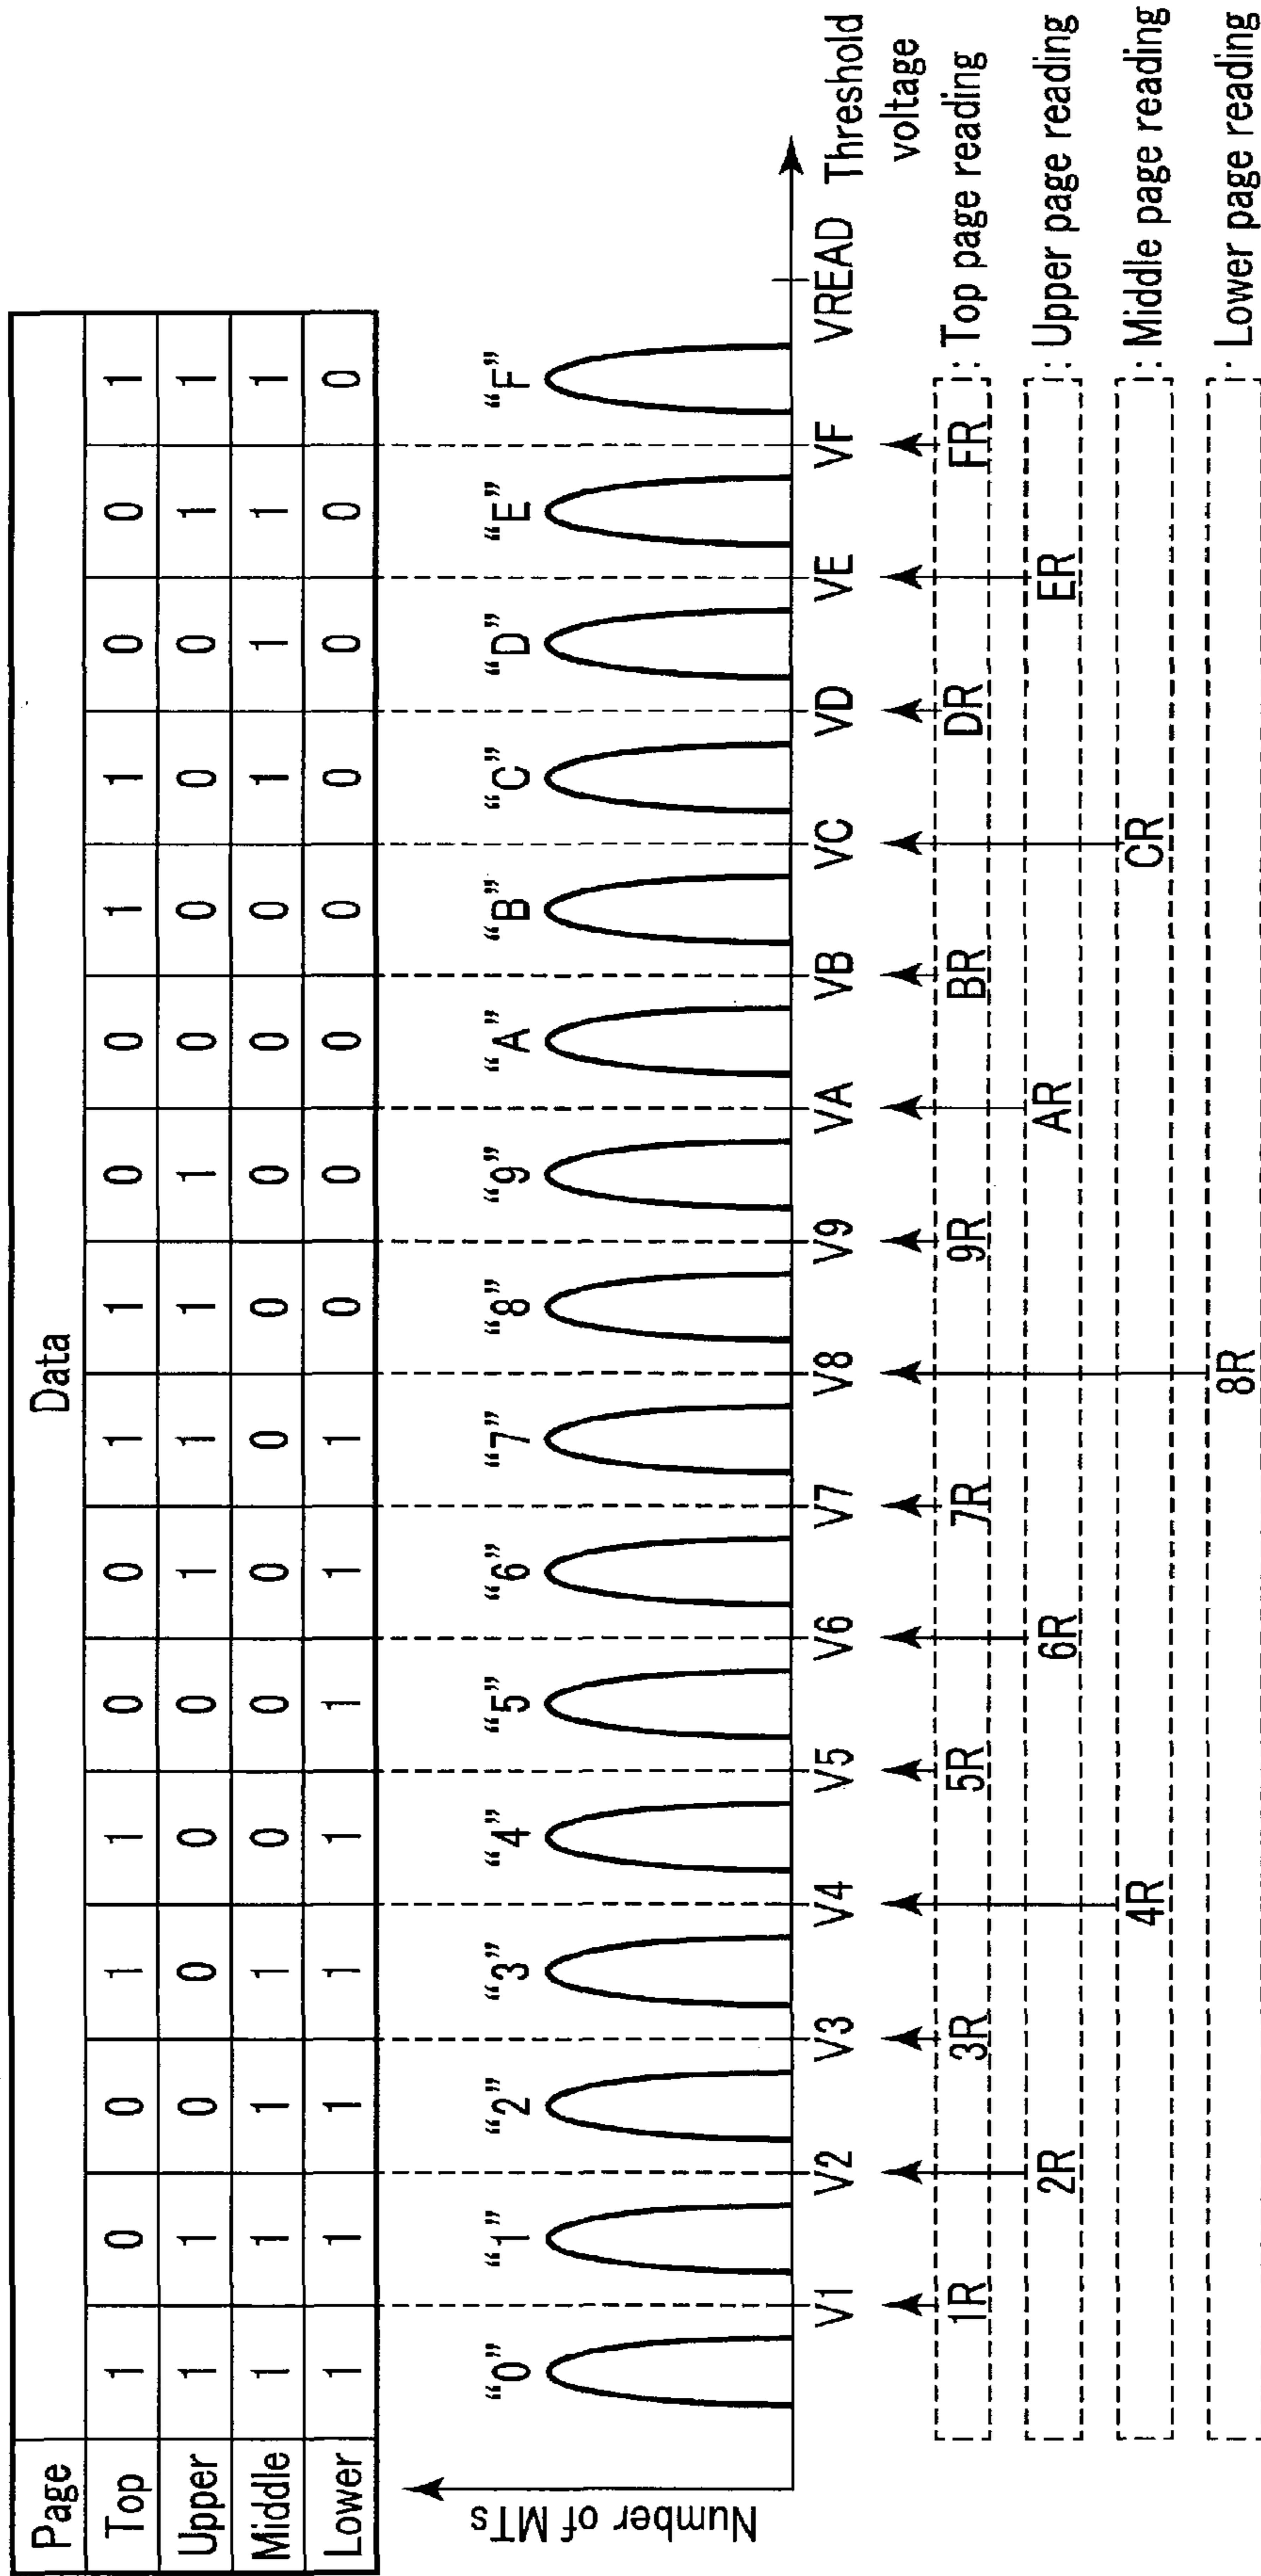 Page Data
Top 1 0 0 1 1 0 0 1 1 0 0 1 1 0 0 1
Upper 1 1 0 0 0 0 1 1 1 1 0 0 0 0 1 1
Middle 1 1 1 1 0 0 0 0 0 0 0 0 1 1 1 1
Lower 1 1 1 1 1 1 1 1 0 0 0 0 0 0 0 0
“0” “1” “2” “3” “4” “5” “6” “7” “8” “9” “A” “B” “C” “D” “E” “F”
Number of MTs
V1 V2 V3 V4 V5 V6 V7 V8 V9 VA VB VC VD VE VF VREAD Threshold
voltage
1R 3R 5R 7R 9R BR DR FR : Top page reading
2R 6R AR ER : Upper page reading
4R CR : Middle page reading
8R : Lower page reading